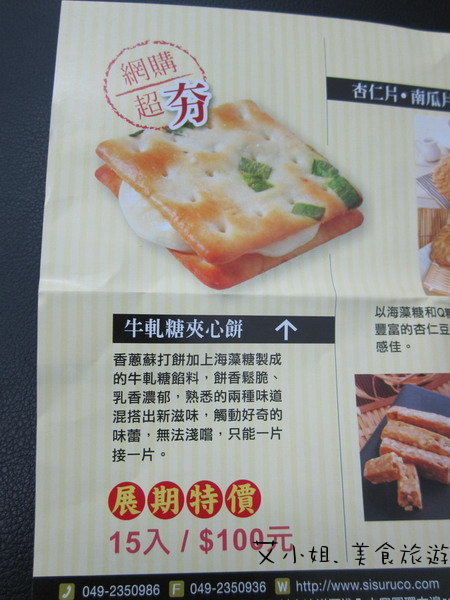 網購
超夯
杏仁片•南瓜片
牛軋糖夾心餅 ↑
香蔥蘇打餅加上海藻糖製成
的牛軋糖餡料，餅香鬆脆、
乳香濃郁，熟悉的兩種味道
混搭出新滋味，觸動好奇的
味蕾，無法淺嚐，只能一片
接一片。
以海藻糖和Q
豐富的杏仁豆
感佳。
展期特價
15入 / $100元
艾小姐.美食旅遊
049-2350986 F 049-2350936 W http://www.sisuruco.com